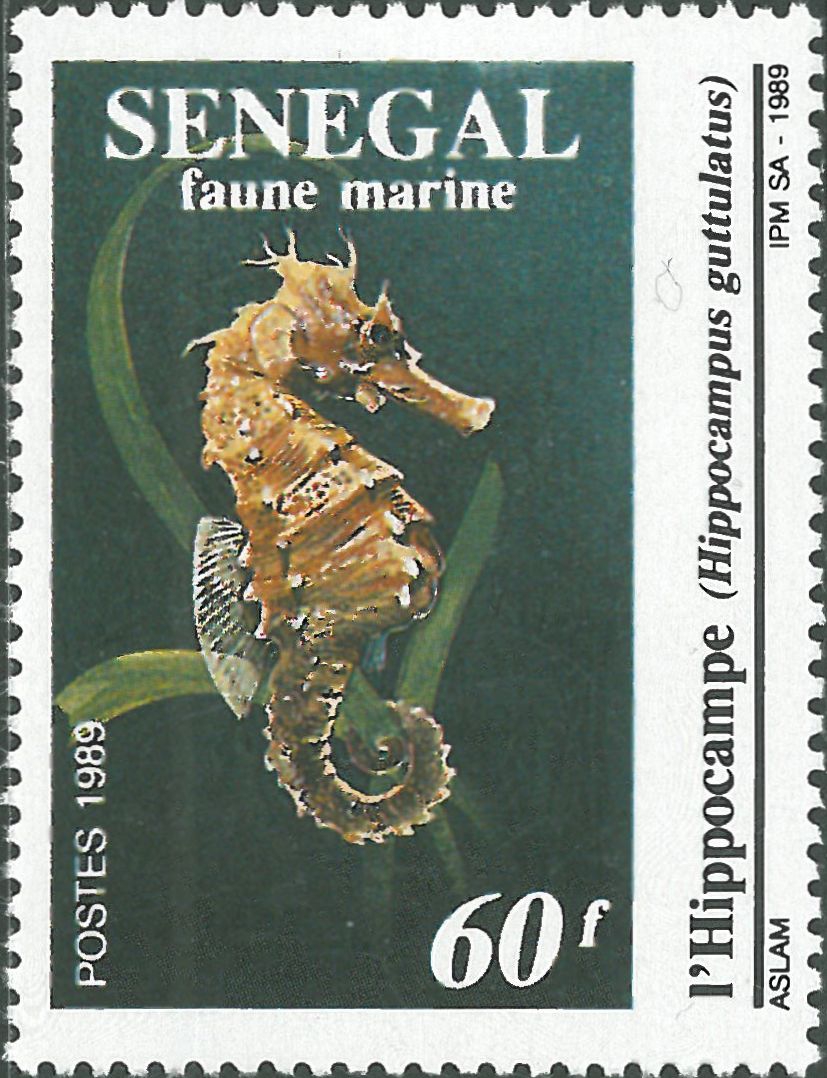 SENEGAL
faune marine
POSTES 1989
60f
l'Hippocampe (Hippocampus guttulatus)
ASLAM
IPM SA - 1989